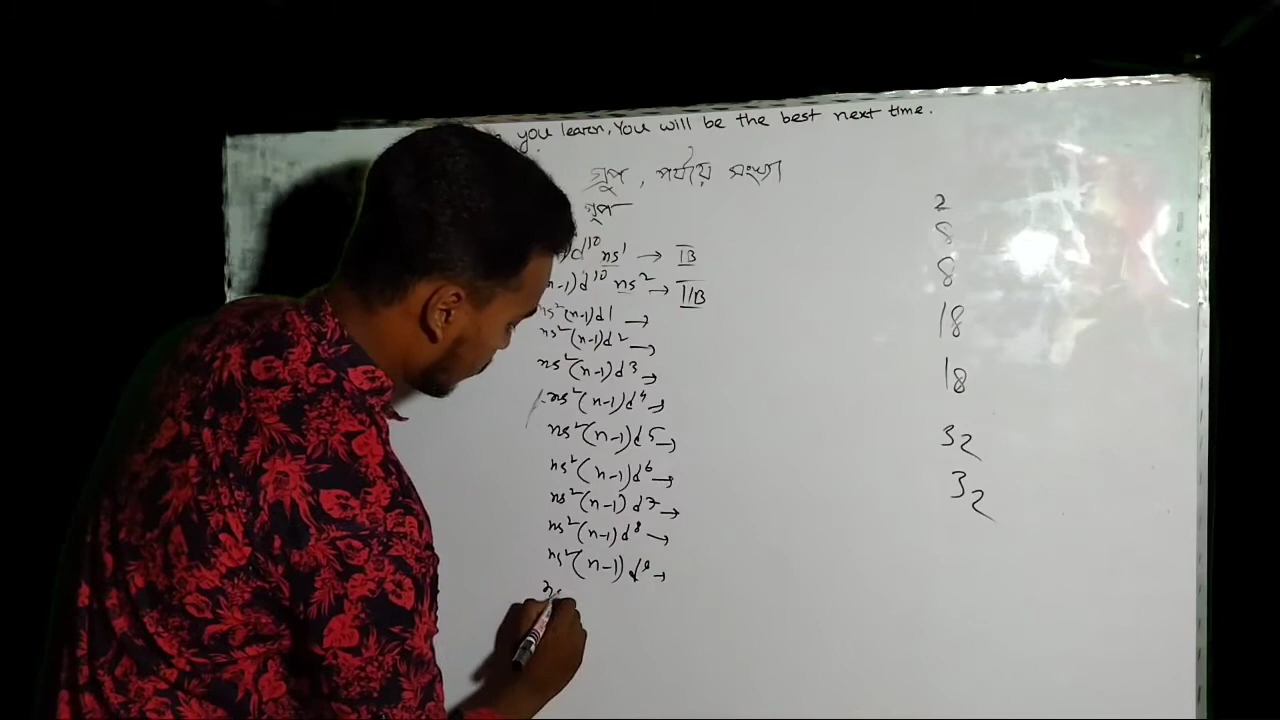 you learn, You will be the best next time.
গ্রুপ, পর্যায় সংখ্যা
গ্রুপ
d¹⁰ ns¹ → IB
n-1)d¹⁰ ns² → IIB
ns²(n-1)d1 →
ns²(n-1)d2 →
ns²(n-1)d3 →
ns²(n-1)d⁴ →
ns²(n-1)d5 →
ns²(n-1)d⁶ →
ns²(n-1)d7 →
ns²(n-1)d⁸ →
ns²(n-1) →
2
8
8
18
18
32
32